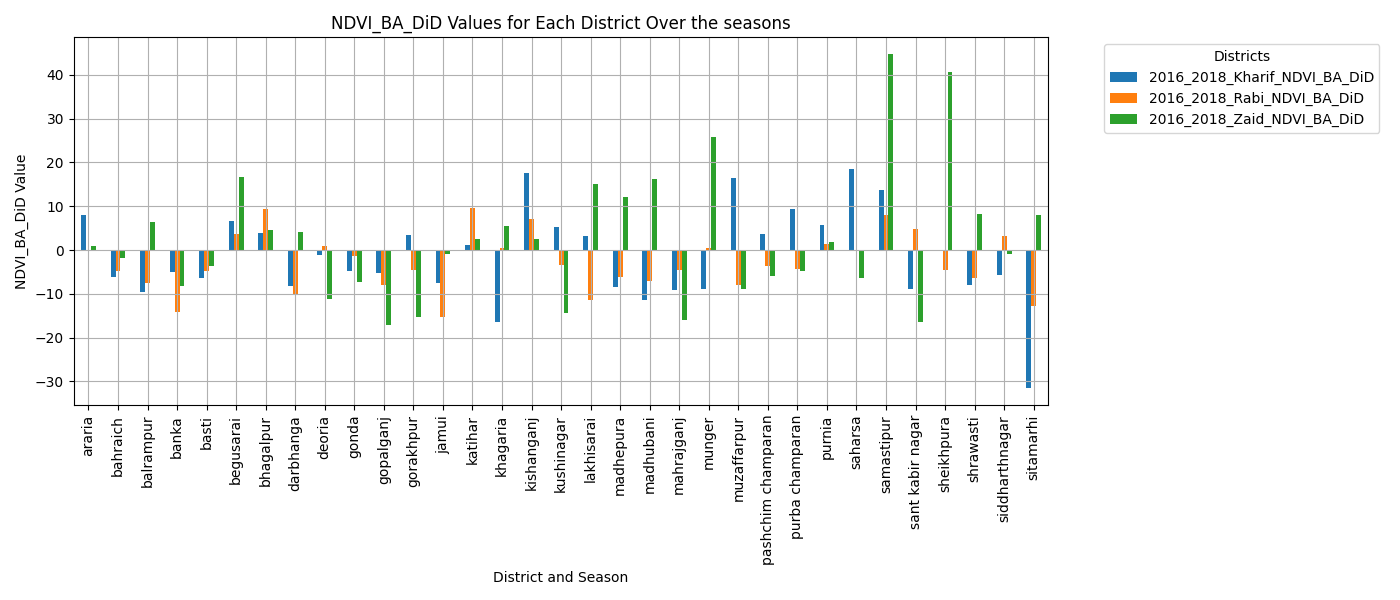 NDVI_BA_DiD Values for Each District Over the seasons
NDVI_BA_DiD Value
40
30
20
10
0
−10
−20
−30
araria
bahraich
balrampur
banka
basti
begusarai
bhagalpur
darbhanga
deoria
gonda
gopalganj
gorakhpur
jamui
katihar
khagaria
kishanganj
kushinagar
lakhisarai
madhepura
madhubani
mahrajganj
munger
muzaffarpur
pashchim champaran
purba champaran
purnia
saharsa
samastipur
sant kabir nagar
sheikhpura
shrawasti
siddharthnagar
sitamarhi
District and Season
Districts
2016_2018_Kharif_NDVI_BA_DiD
2016_2018_Rabi_NDVI_BA_DiD
2016_2018_Zaid_NDVI_BA_DiD